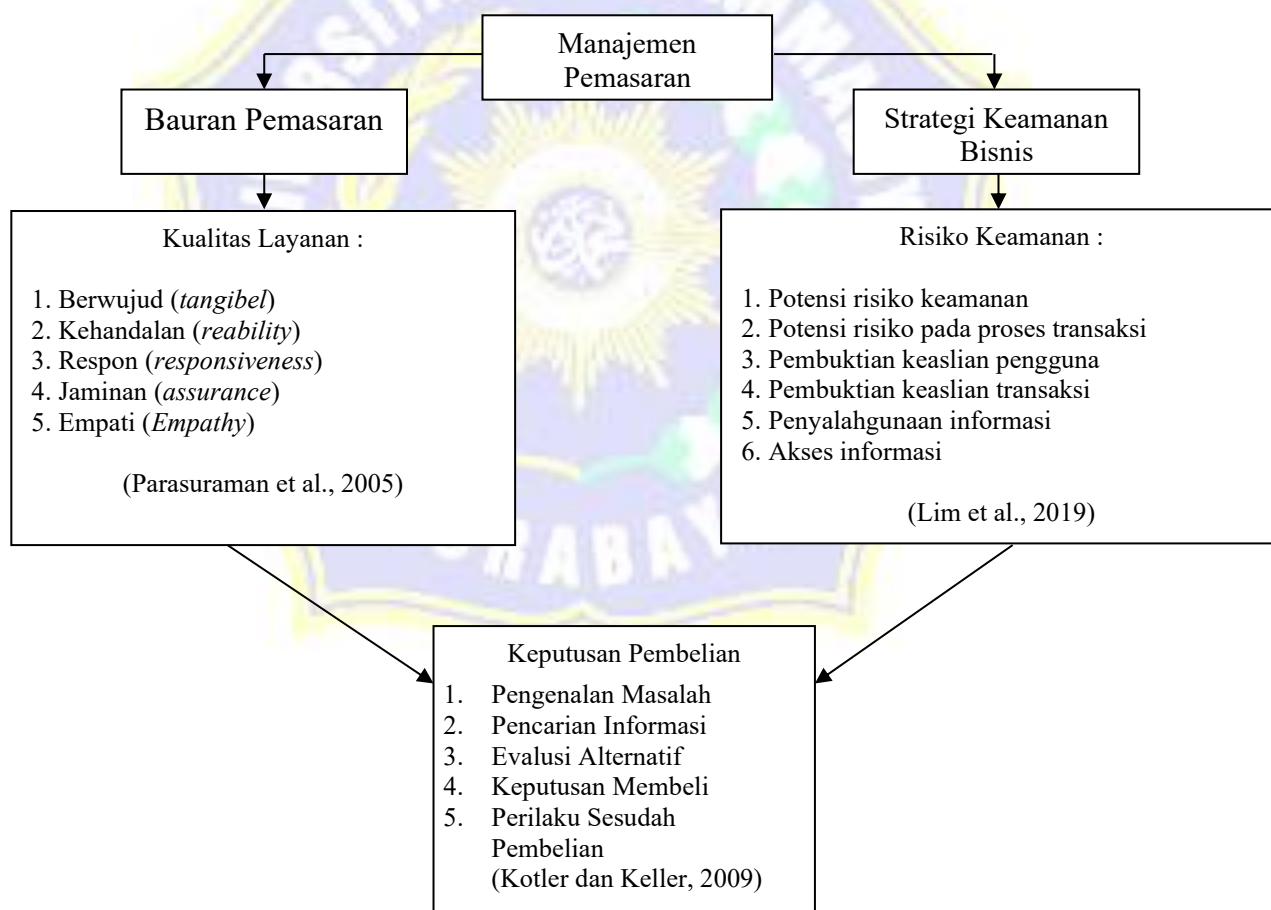 Manajemen
Pemasaran
Bauran Pemasaran
Strategi Keamanan
Bisnis
Kualitas Layanan :
1. Berwujud (tangibel)
2. Kehandalan (reability)
3. Respon (responsiveness)
4. Jaminan (assurance)
5. Empati (Empathy)
(Parasuraman et al., 2005)
Risiko Keamanan :
1. Potensi risiko keamanan
2. Potensi risiko pada proses transaksi
3. Pembuktian keaslian pengguna
4. Pembuktian keaslian transaksi
5. Penyalahgunaan informasi
6. Akses informasi
(Lim et al., 2019)
Keputusan Pembelian
1. Pengenalan Masalah
2. Pencarian Informasi
3. Evalusi Alternatif
4. Keputusan Membeli
5. Perilaku Sesudah
Pembelian
(Kotler dan Keller, 2009)